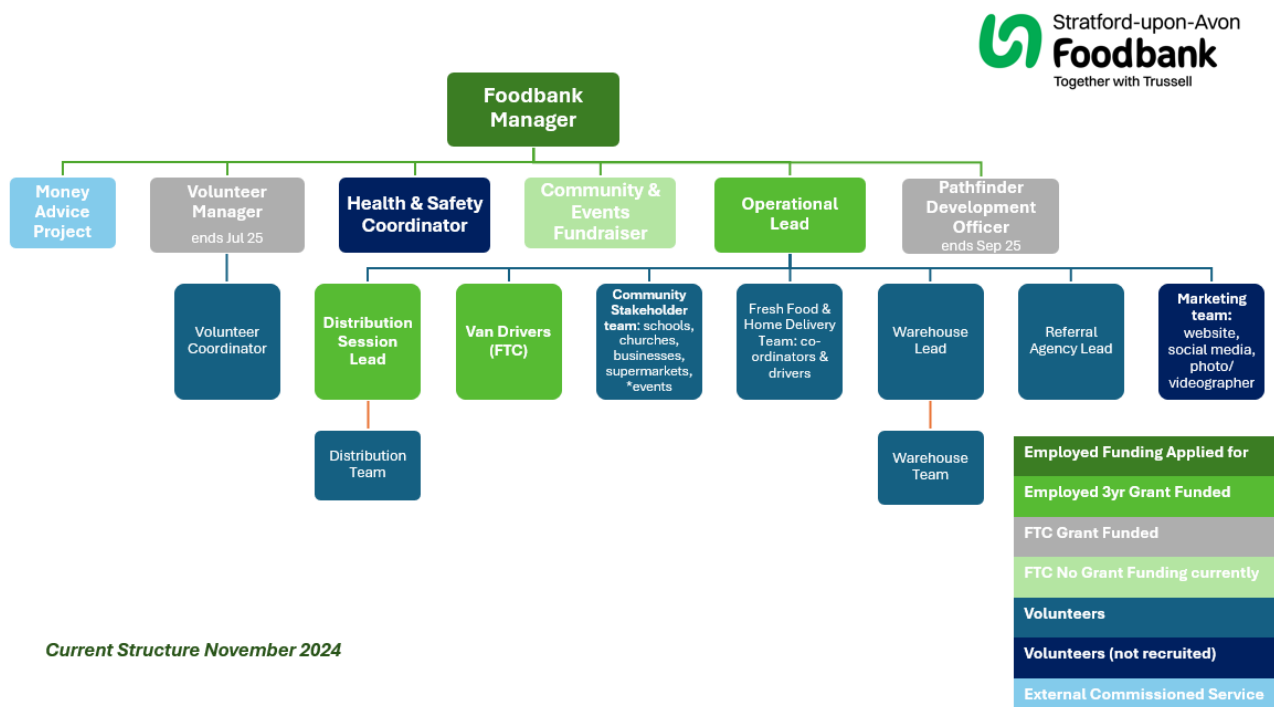 Stratford-upon-Avon
Foodbank
Together with Trussell
Foodbank
Manager
Money
Advice
Project
Volunteer
Manager
ends Jul 25
Health & Safety
Coordinator
Community &
Events
Fundraiser
Operational
Lead
Pathfinder
Development
Officer
ends Sep 25
Volunteer
Coordinator
Distribution
Session
Lead
Van Drivers
(FTC)
Community
Stakeholder
team: schools,
churches,
businesses,
supermarkets,
*events
Fresh Food &
Home Delivery
Team: co-
ordinators &
drivers
Warehouse
Lead
Referral
Agency Lead
Marketing
team:
website,
social media,
photo/
videographer
Distribution
Team
Warehouse
Team
Employed Funding Applied for
Employed 3yr Grant Funded
FTC Grant Funded
FTC No Grant Funding currently
Volunteers
Volunteers (not recruited)
External Commissioned Service
Current Structure November 2024